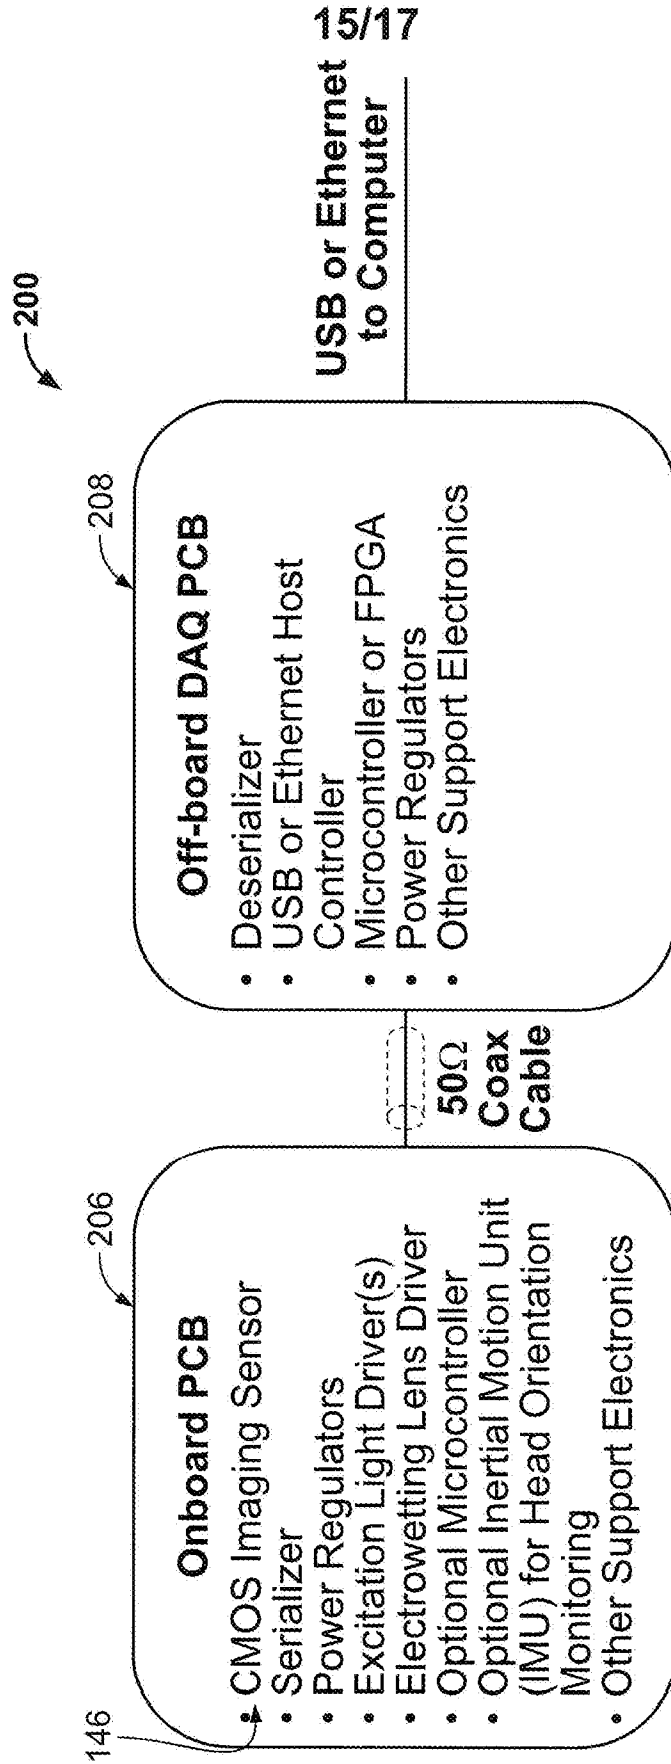 15/17
200
206
Onboard PCB
146
• CMOS Imaging Sensor
• Serializer
• Power Regulators
• Excitation Light Driver(s)
• Electrowetting Lens Driver
• Optional Microcontroller
• Optional Inertial Motion Unit
(IMU) for Head Orientation
Monitoring
• Other Support Electronics
50Ω
Coax
Cable
208
Off-board DAQ PCB
• Deserializer
• USB or Ethernet Host
Controller
• Microcontroller or FPGA
• Power Regulators
• Other Support Electronics
USB or Ethernet
to Computer